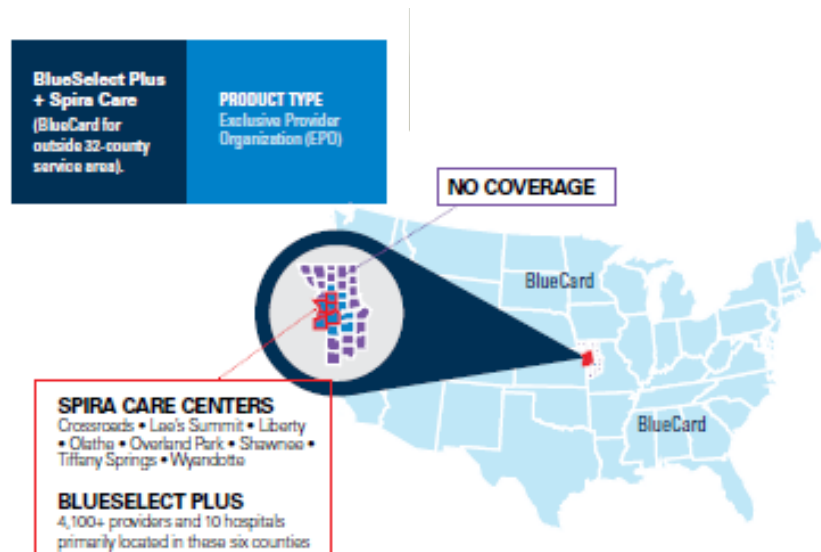 BlueSelect Plus
+ Spira Care
(BlueCard for
outside 32-county
service area).
PRODUCT TYPE
Exclusive Provider
Organization (EPO)
NO COVERAGE
BlueCard
BlueCard
SPIRA CARE CENTERS
Crossroads • Lee's Summit • Liberty
• Olathe • Overland Park • Shawnee •
Tiffany Springs • Wyandotte
BLUESELECT PLUS
4,100+ providers and 10 hospitals
primarily located in these six counties